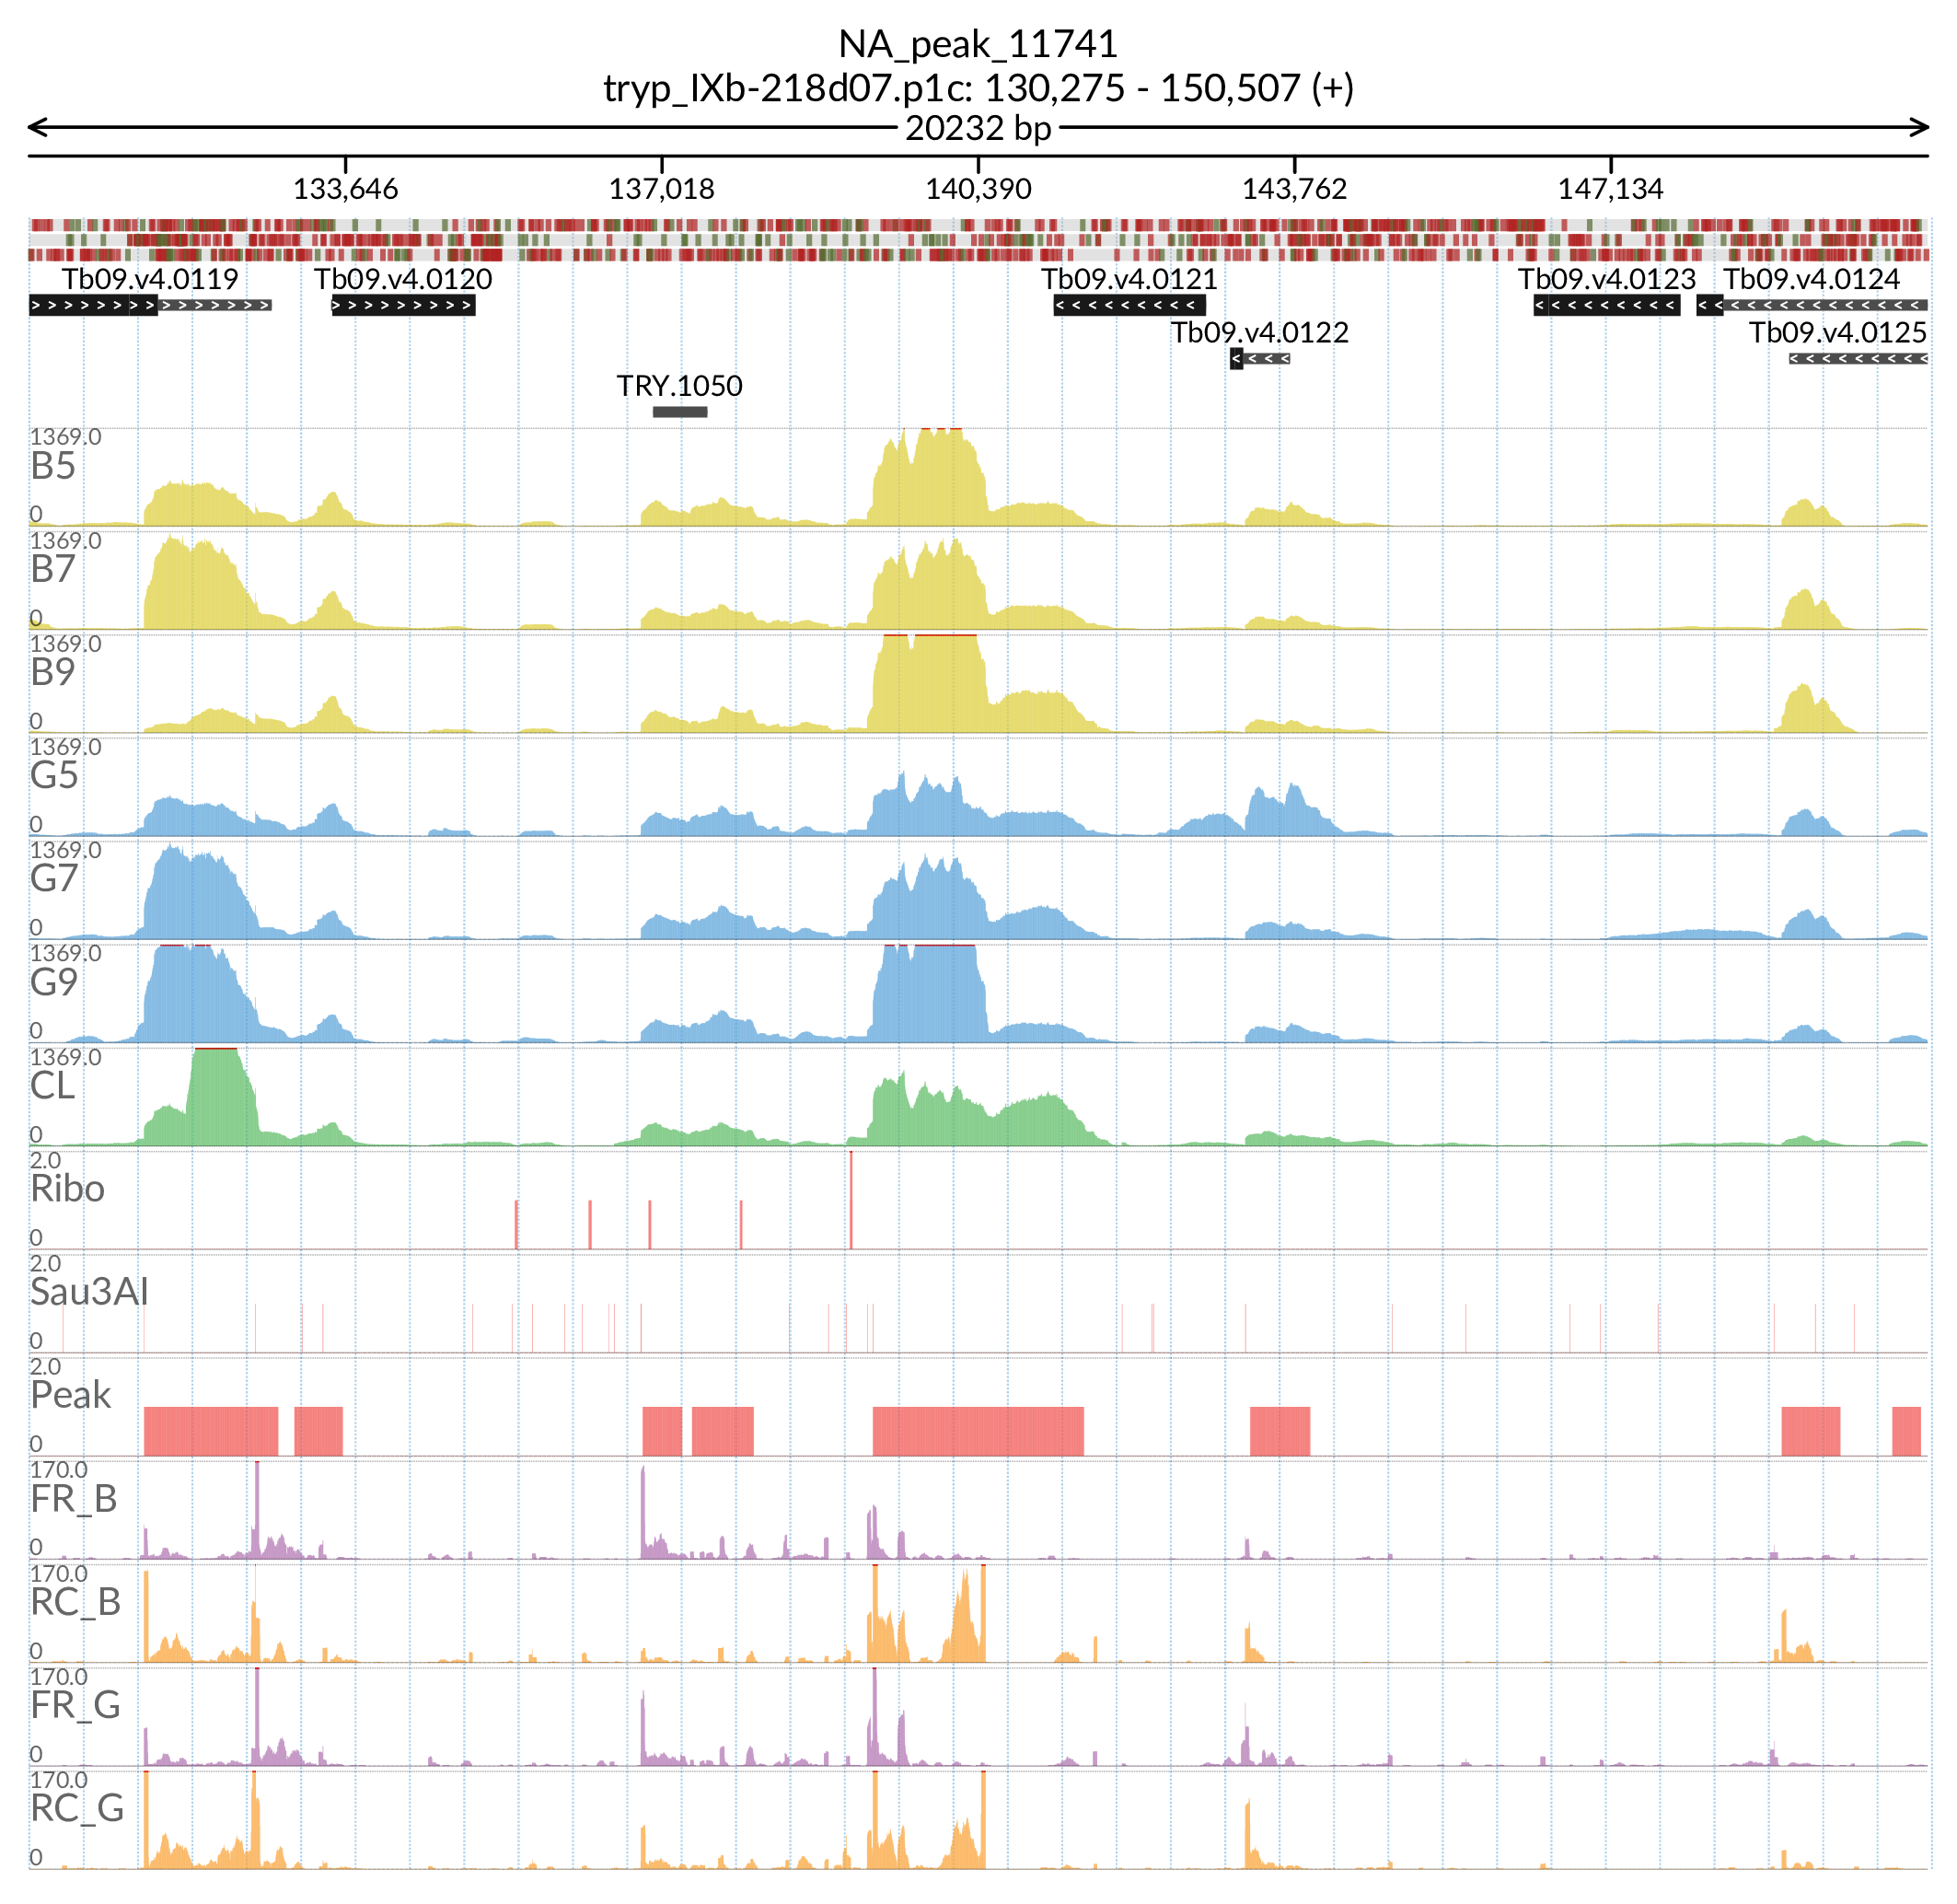 NA_peak_11741
tryp_IXb-218d07.p1c: 130,275 - 150,507 (+)
20232 bp
133,646 137,018 140,390 143,762 147,134
Tb09.v4.0119 Tb09.v4.0120 Tb09.v4.0121 Tb09.v4.0123 Tb09.v4.0124
Tb09.v4.0122 Tb09.v4.0125
TRY.1050
1369.0
B5
0
1369.0
B7
0
1369.0
B9
0
1369.0
G5
0
1369.0
G7
0
1369.0
G9
0
1369.0
CL
0
2.0
Ribo
0
2.0
Sau3AI
0
2.0
Peak
0
170.0
FR_B
0
170.0
RC_B
0
170.0
FR_G
0
170.0
RC_G
0